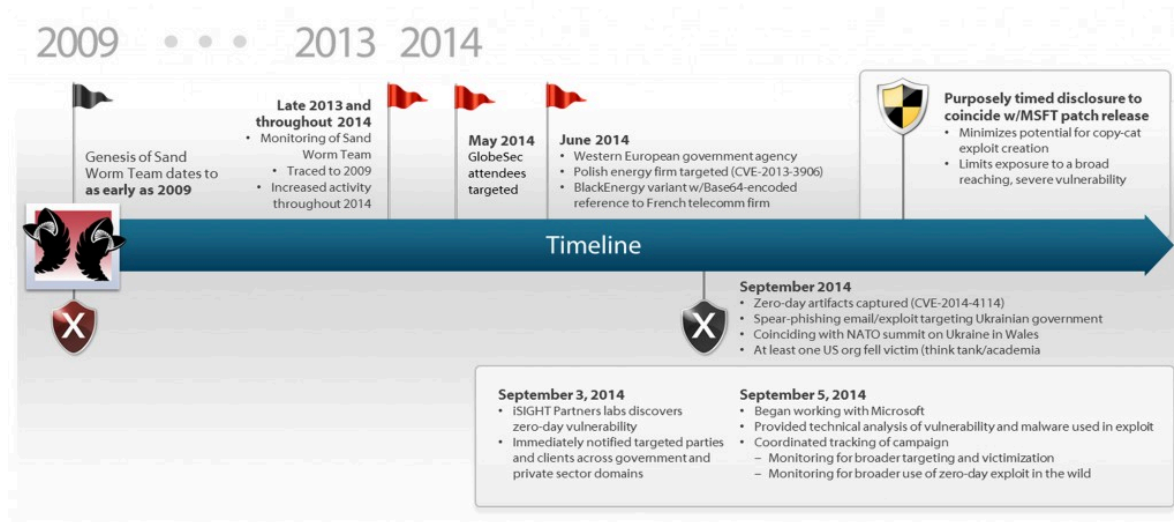 2009 • • • 2013 2014
Genesis of Sand
Worm Team dates to
as early as 2009
Late 2013 and
throughout 2014
• Monitoring of Sand
Worm Team
• Traced to 2009
• Increased activity
throughout 2014
May 2014
GlobeSec
attendees
targeted
June 2014
• Western European government agency
• Polish energy firm targeted (CVE-2013-3906)
• BlackEnergy variant w/Base64-encoded
reference to French telecomm firm
Purposely timed disclosure to
coincide w/MSFT patch release
• Minimizes potential for copy-cat
exploit creation
• Limits exposure to a broad
reaching, severe vulnerability
Timeline
X
X
September 2014
• Zero-day artifacts captured (CVE-2014-4114)
• Spear-phishing email/exploit targeting Ukrainian government
• Coinciding with NATO summit on Ukraine in Wales
• At least one US org fell victim (think tank/academia
September 3, 2014
• iSIGHT Partners labs discovers
zero-day vulnerability
• Immediately notified targeted parties
and clients across government and
private sector domains
September 5, 2014
• Began working with Microsoft
• Provided technical analysis of vulnerability and malware used in exploit
• Coordinated tracking of campaign
– Monitoring for broader targeting and victimization
– Monitoring for broader use of zero-day exploit in the wild